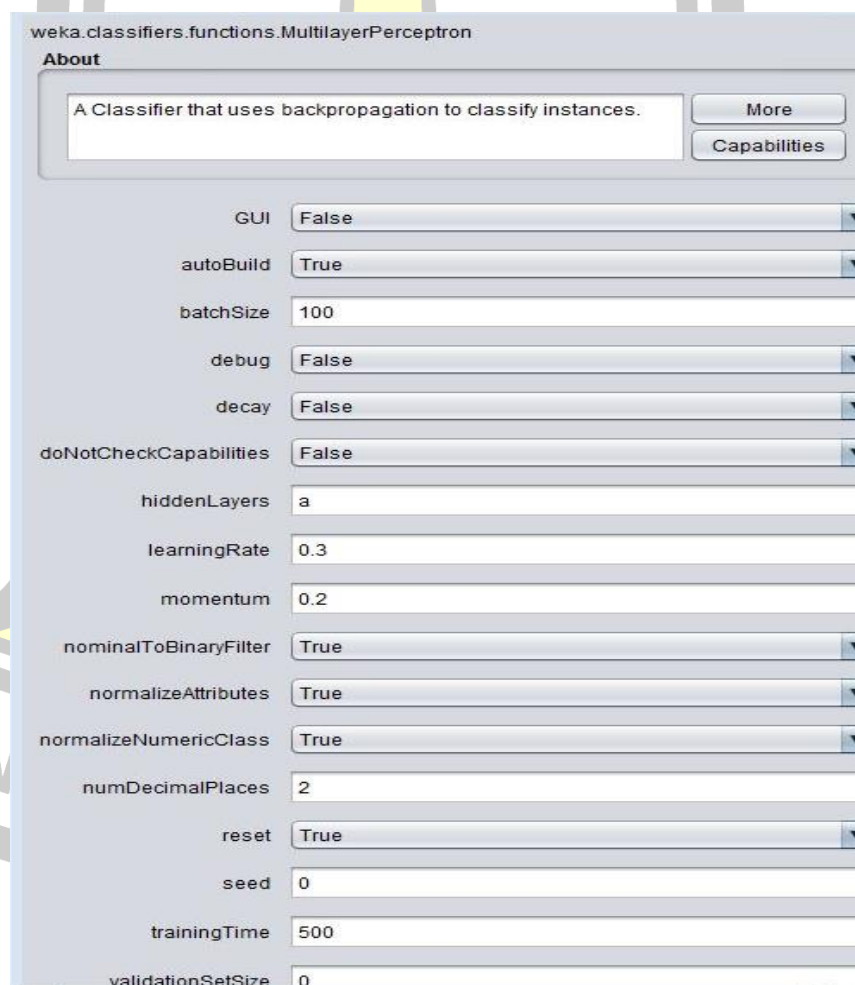 weka.classifiers.functions.MultilayerPerceptron
About
A Classifier that uses backpropagation to classify instances.
More
Capabilities
GUI False
autoBuild True
batchSize 100
debug False
decay False
doNotCheckCapabilities False
hiddenLayers a
learningRate 0.3
momentum 0.2
nominalToBinaryFilter True
normalizeAttributes True
normalizeNumericClass True
numDecimalPlaces 2
reset True
seed 0
trainingTime 500
validationSetSize 0